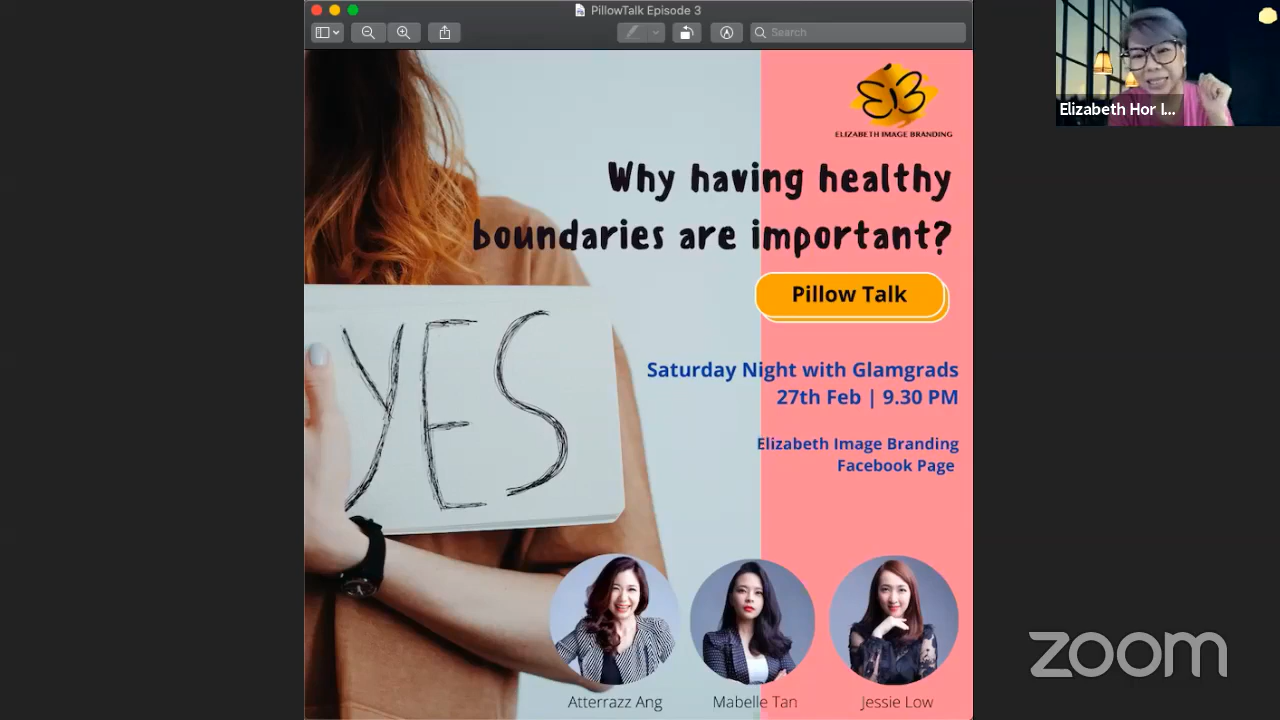 PillowTalk Episode 3
Search
Elizabeth Hor l...
ELIZABETH IMAGE BRANDING
Why having healthy
boundaries are important?
Pillow Talk
YES
Saturday Night with Glamgrads
27th Feb | 9.30 PM
Elizabeth Image Branding
Facebook Page
Atterrazz Ang
Mabelle Tan
Jessie Low
zoom